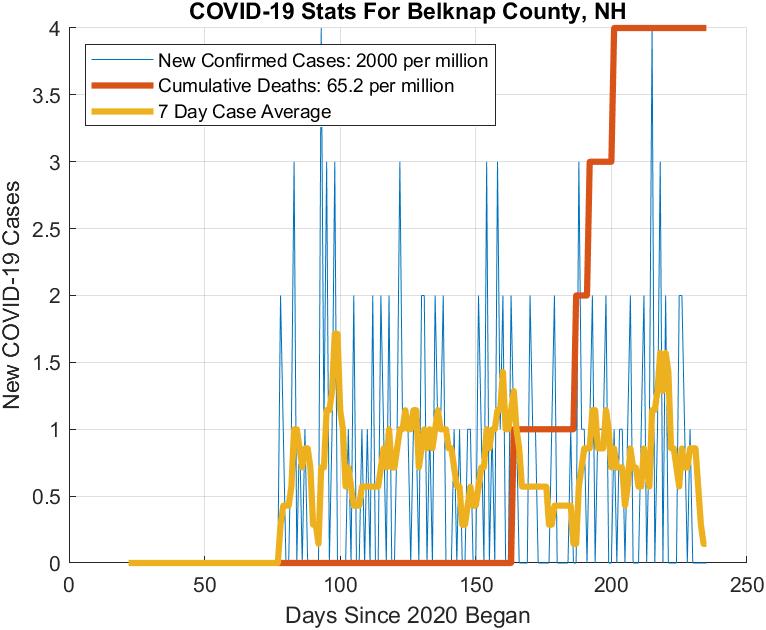 COVID-19 Stats For Belknap County, NH
New Confirmed Cases: 2000 per million
Cumulative Deaths: 65.2 per million
7 Day Case Average
New COVID-19 Cases
4
3.5
3
2.5
2
1.5
1
0.5
0
0 50 100 150 200 250
Days Since 2020 Began